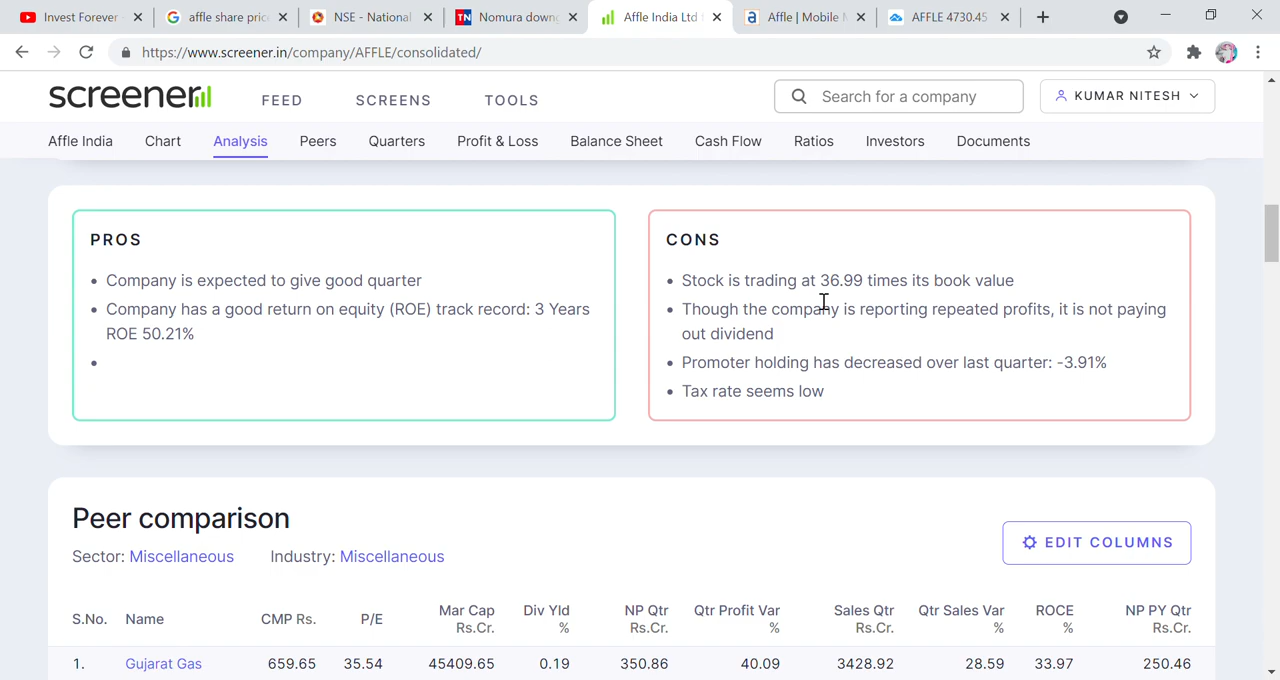 Invest Forever
affle share pric
NSE - National
TN Nomura down
Affle India Ltd
a Affle | Mobile M
AFFLE 4730.45
https://www.screener.in/company/AFFLE/consolidated/
screener
FEED
SCREENS
TOOLS
Search for a company
KUMAR NITESH
Affle India
Chart
Analysis
Peers
Quarters
Profit & Loss
Balance Sheet
Cash Flow
Ratios
Investors
Documents
PROS
• Company is expected to give good quarter
• Company has a good return on equity (ROE) track record: 3 Years
ROE 50.21%
•
CONS
• Stock is trading at 36.99 times its book value
• Though the company is reporting repeated profits, it is not paying
out dividend
• Promoter holding has decreased over last quarter: -3.91%
• Tax rate seems low
Peer comparison
Sector: Miscellaneous Industry: Miscellaneous
EDIT COLUMNS
S.No. Name CMP Rs. P/E Mar Cap Rs.Cr. Div Yld % NP Qtr Rs.Cr. Qtr Profit Var % Sales Qtr Rs.Cr. Qtr Sales Var % ROCE % NP PY Qtr Rs.Cr.
1. Gujarat Gas 659.65 35.54 45409.65 0.19 350.86 40.09 3428.92 28.59 33.97 250.46